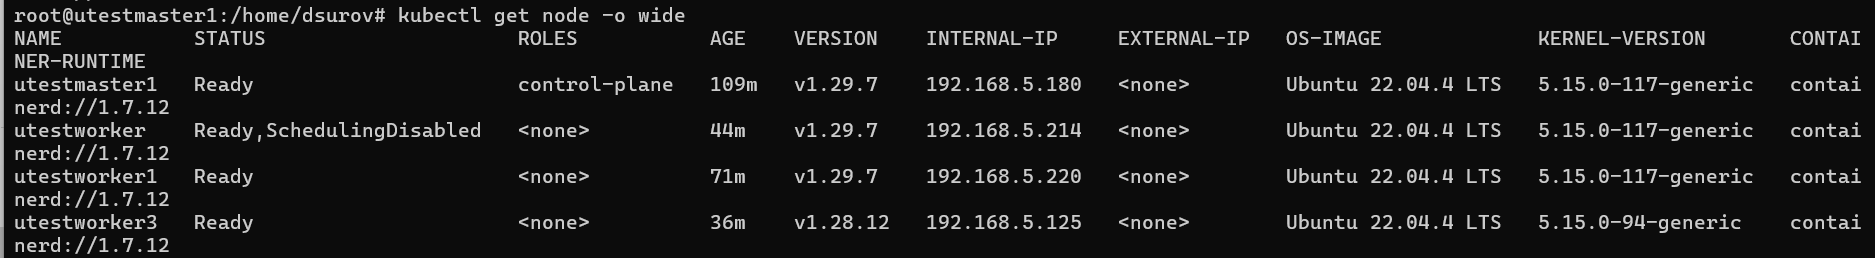 root@utestmaster1:/home/dsurov# kubectl get node -o wide
NAME           STATUS                     ROLES           AGE    VERSION    INTERNAL-IP     EXTERNAL-IP   OS-IMAGE             KERNEL-VERSION       CONTAI
NER-RUNTIME
utestmaster1   Ready                      control-plane   109m   v1.29.7    192.168.5.180   <none>        Ubuntu 22.04.4 LTS   5.15.0-117-generic   contai
nerd://1.7.12
utestworker    Ready,SchedulingDisabled   <none>          44m    v1.29.7    192.168.5.214   <none>        Ubuntu 22.04.4 LTS   5.15.0-117-generic   contai
nerd://1.7.12
utestworker1   Ready                      <none>          71m    v1.29.7    192.168.5.220   <none>        Ubuntu 22.04.4 LTS   5.15.0-117-generic   contai
nerd://1.7.12
utestworker3   Ready                      <none>          36m    v1.28.12   192.168.5.125   <none>        Ubuntu 22.04.4 LTS   5.15.0-94-generic    contai
nerd://1.7.12